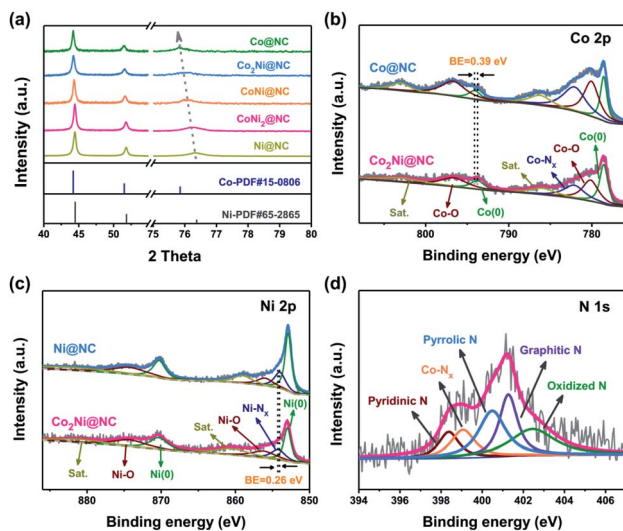 (a)
Co@NC
Co₂Ni@NC
CoNi@NC
CoNi₂@NC
Ni@NC
Co-PDF#15-0806
Ni-PDF#65-2865
Intensity (a.u.)
40 44 48 52 75 76 77 78 79 80
2 Theta
(b)
Co 2p
Co@NC
BE=0.39 eV
Co₂Ni@NC
Sat.
Co-Nₓ
Co-O
Co(0)
Sat.
Co-O
Co(0)
Intensity (a.u.)
800 790 780
Binding energy (eV)
(c)
Ni 2p
Ni@NC
Co₂Ni@NC
Sat.
Ni-O
Ni-Nₓ
Ni(0)
Sat.
Ni-O
Ni(0)
BE=0.26 eV
Intensity (a.u.)
880 870 860 850
Binding energy (eV)
(d)
N 1s
Pyrrolic N
Graphitic N
Co-Nₓ
Pyridinic N
Oxidized N
Intensity (a.u.)
394 396 398 400 402 404 406
Binding energy (eV)